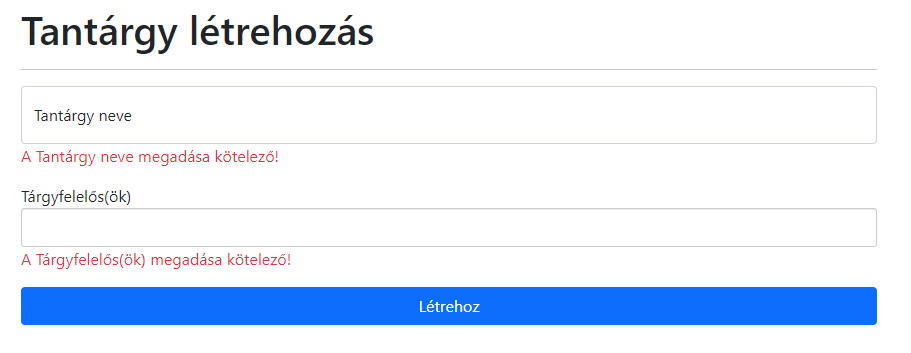 Tantárgy létrehozás
Tantárgy neve
A Tantárgy neve megadása kötelező!
Tárgyfelelős(ök)
A Tárgyfelelős(ök) megadása kötelező!
Létrehoz